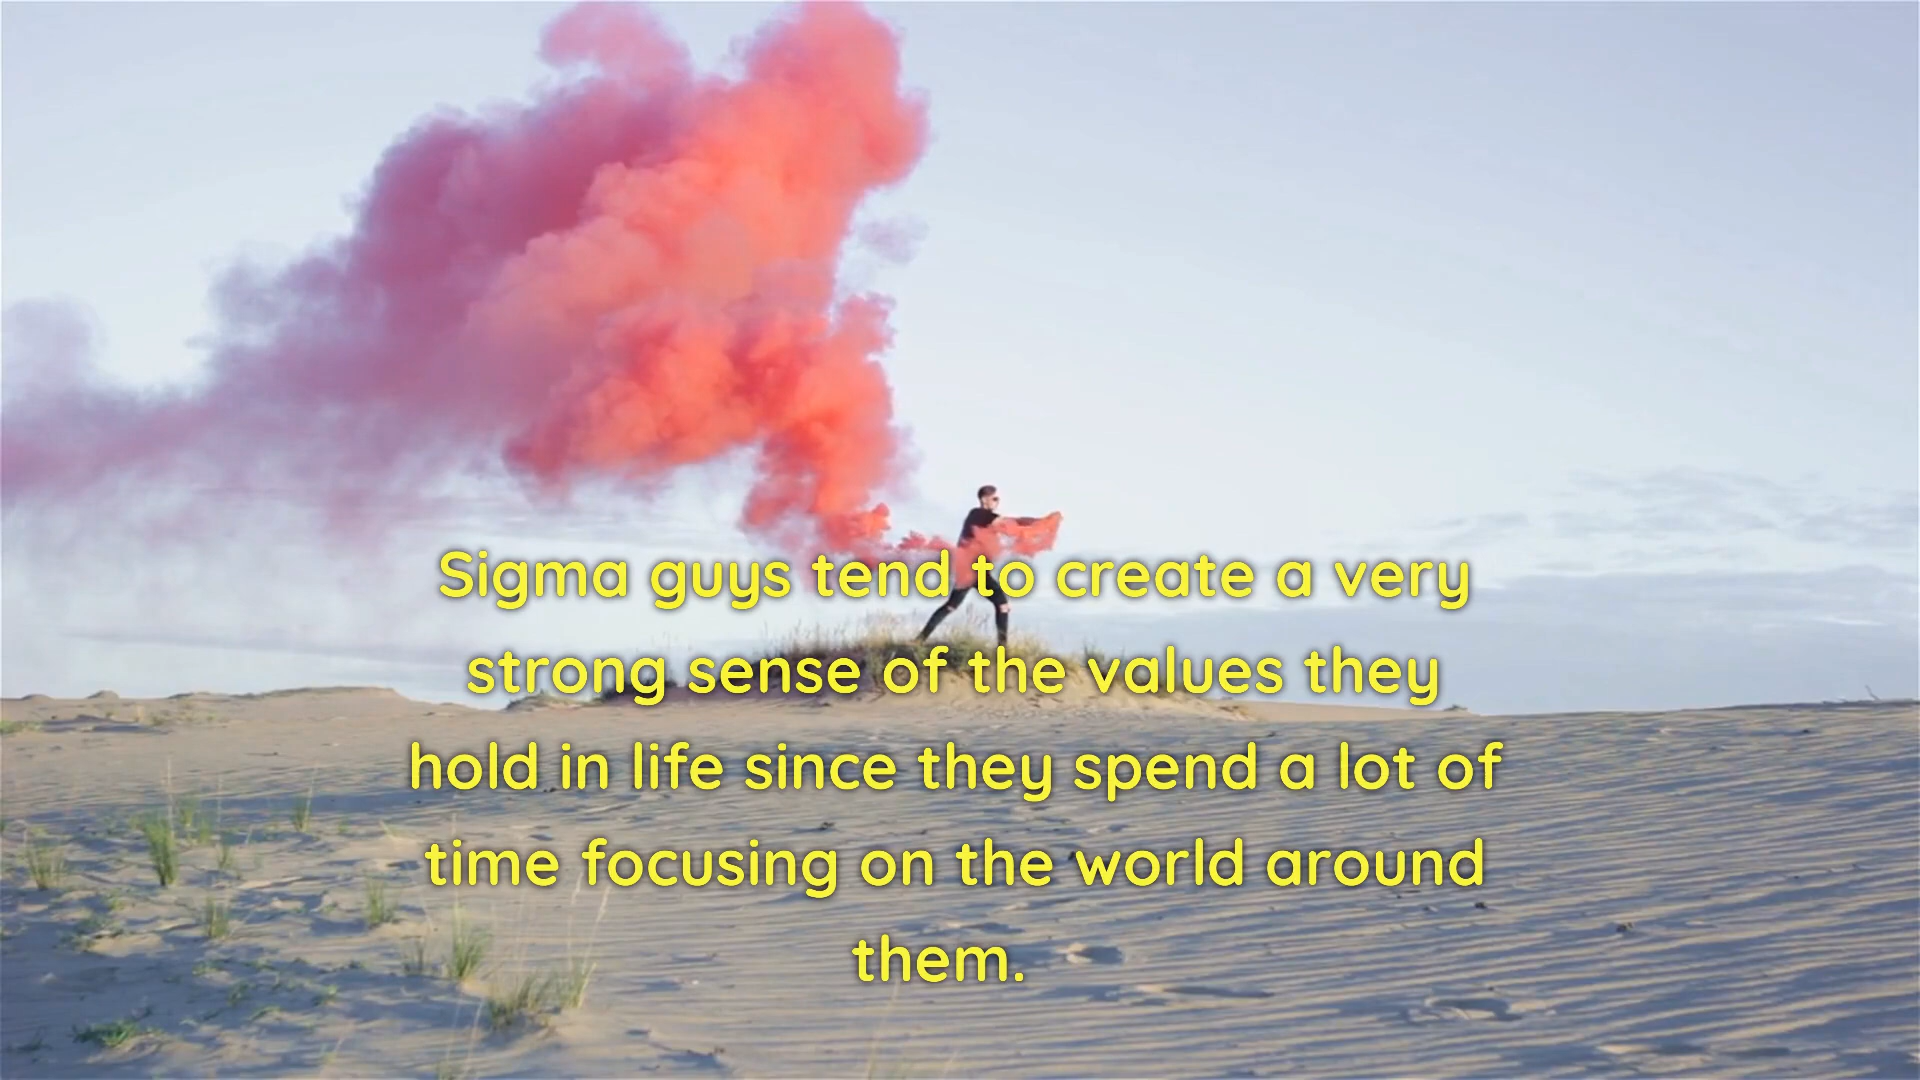 Sigma guys tend to create a very
strong sense of the values they
hold in life since they spend a lot of
time focusing on the world around
them.